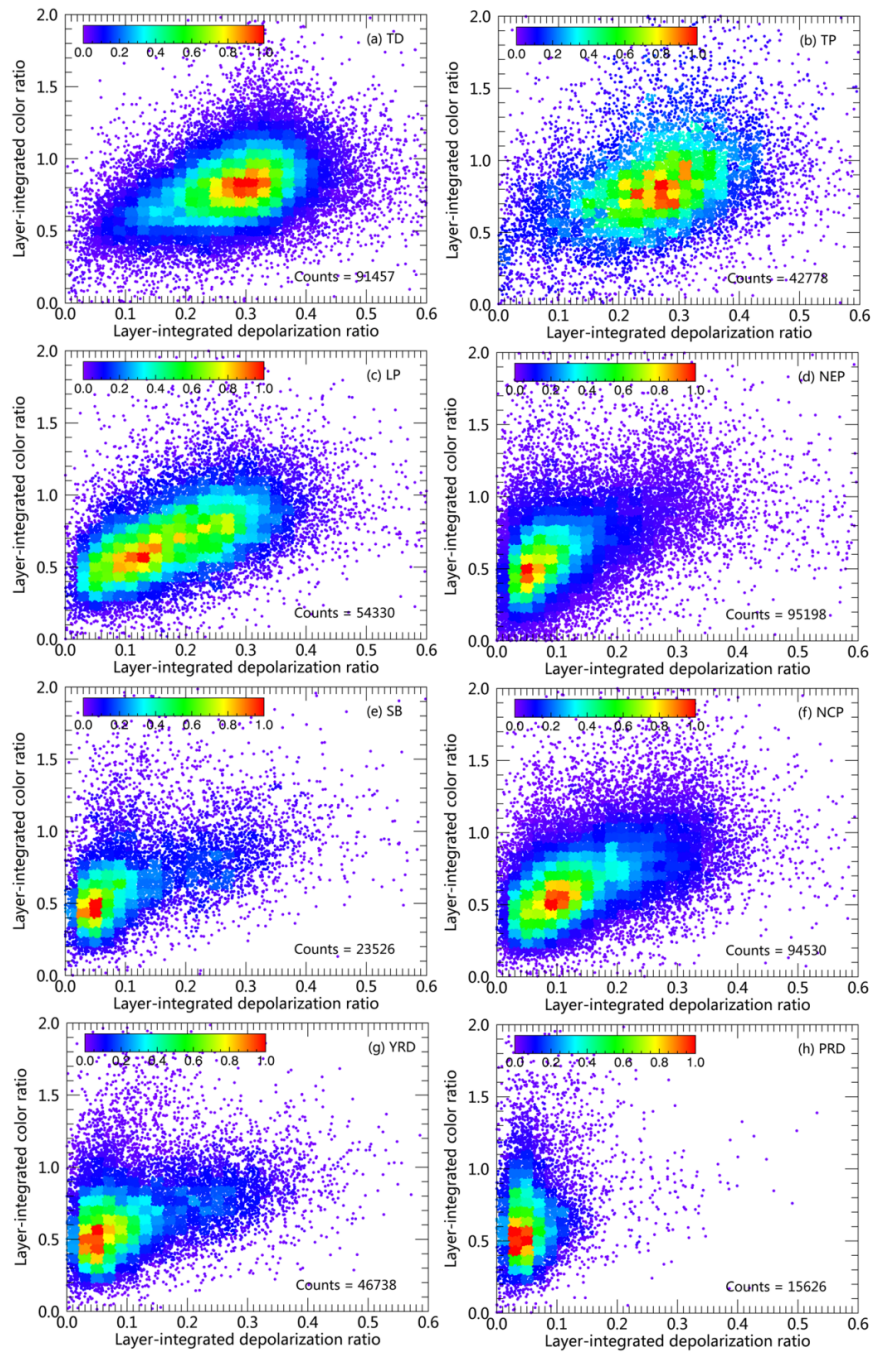 2.0
0.0 0.2 0.4 0.6 0.8 1.0
(a) TD
1.5
1.0
0.5
0.0
Layer-integrated color ratio
Counts = 91457
0.0 0.1 0.2 0.3 0.4 0.5 0.6
Layer-integrated depolarization ratio
2.0
0.0 0.2 0.4 0.6 0.8 1.0
(b) TP
1.5
1.0
0.5
0.0
Layer-integrated color ratio
Counts = 42778
0.0 0.1 0.2 0.3 0.4 0.5 0.6
Layer-integrated depolarization ratio
2.0
0.0 0.2 0.4 0.6 0.8 1.0
(c) LP
1.5
1.0
0.5
0.0
Layer-integrated color ratio
Counts = 54330
0.0 0.1 0.2 0.3 0.4 0.5 0.6
Layer-integrated depolarization ratio
2.0
0.0 0.2 0.4 0.6 0.8 1.0
(d) NEP
1.5
1.0
0.5
0.0
Layer-integrated color ratio
Counts = 95198
0.0 0.1 0.2 0.3 0.4 0.5 0.6
Layer-integrated depolarization ratio
2.0
0.0 0.2 0.4 0.6 0.8 1.0
(e) SB
1.5
1.0
0.5
0.0
Layer-integrated color ratio
Counts = 23526
0.0 0.1 0.2 0.3 0.4 0.5 0.6
Layer-integrated depolarization ratio
2.0
0.0 0.2 0.4 0.6 0.8 1.0
(f) NCP
1.5
1.0
0.5
0.0
Layer-integrated color ratio
Counts = 94530
0.0 0.1 0.2 0.3 0.4 0.5 0.6
Layer-integrated depolarization ratio
2.0
0.0 0.2 0.4 0.6 0.8 1.0
(g) YRD
1.5
1.0
0.5
0.0
Layer-integrated color ratio
Counts = 46738
0.0 0.1 0.2 0.3 0.4 0.5 0.6
Layer-integrated depolarization ratio
2.0
0.0 0.2 0.4 0.6 0.8 1.0
(h) PRD
1.5
1.0
0.5
0.0
Layer-integrated color ratio
Counts = 15626
0.0 0.1 0.2 0.3 0.4 0.5 0.6
Layer-integrated depolarization ratio